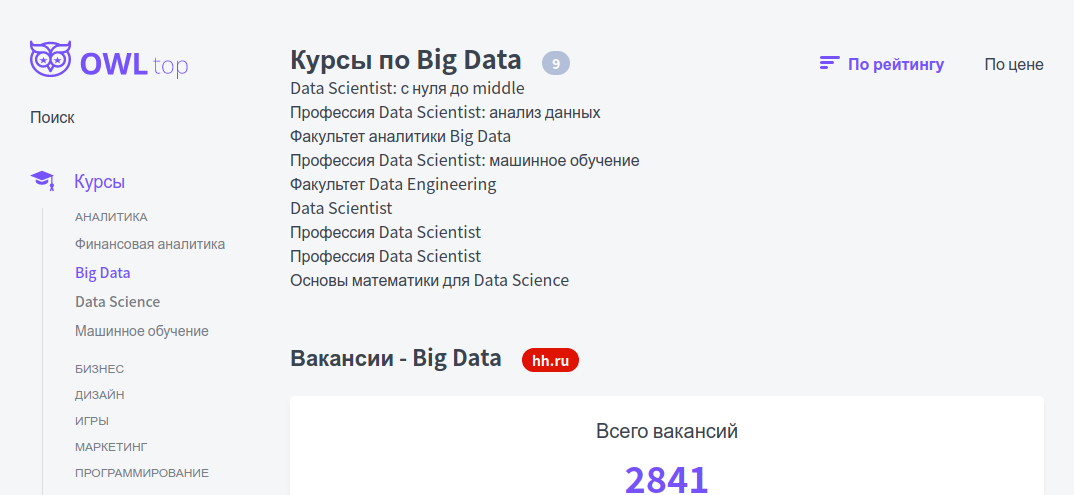 OWL top
Поиск
Курсы
АНАЛИТИКА
Финансовая аналитика
Big Data
Data Science
Машинное обучение
БИЗНЕС
ДИЗАЙН
ИГРЫ
МАРКЕТИНГ
ПРОГРАММИРОВАНИЕ
Курсы по Big Data 9
По рейтингу По цене
Data Scientist: с нуля до middle
Профессия Data Scientist: анализ данных
Факультет аналитики Big Data
Профессия Data Scientist: машинное обучение
Факультет Data Engineering
Data Scientist
Профессия Data Scientist
Профессия Data Scientist
Основы математики для Data Science
Вакансии - Big Data hh.ru
Всего вакансий
2841